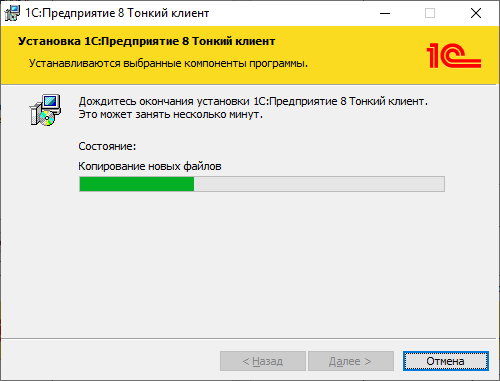 1С:Предприятие 8 Тонкий клиент
Установка 1С:Предприятие 8 Тонкий клиент
Устанавливаются выбранные компоненты программы.
1С
Дождитесь окончания установки 1С:Предприятие 8 Тонкий клиент.
Это может занять несколько минут.
Состояние:
Копирование новых файлов
< Назад Далее > Отмена